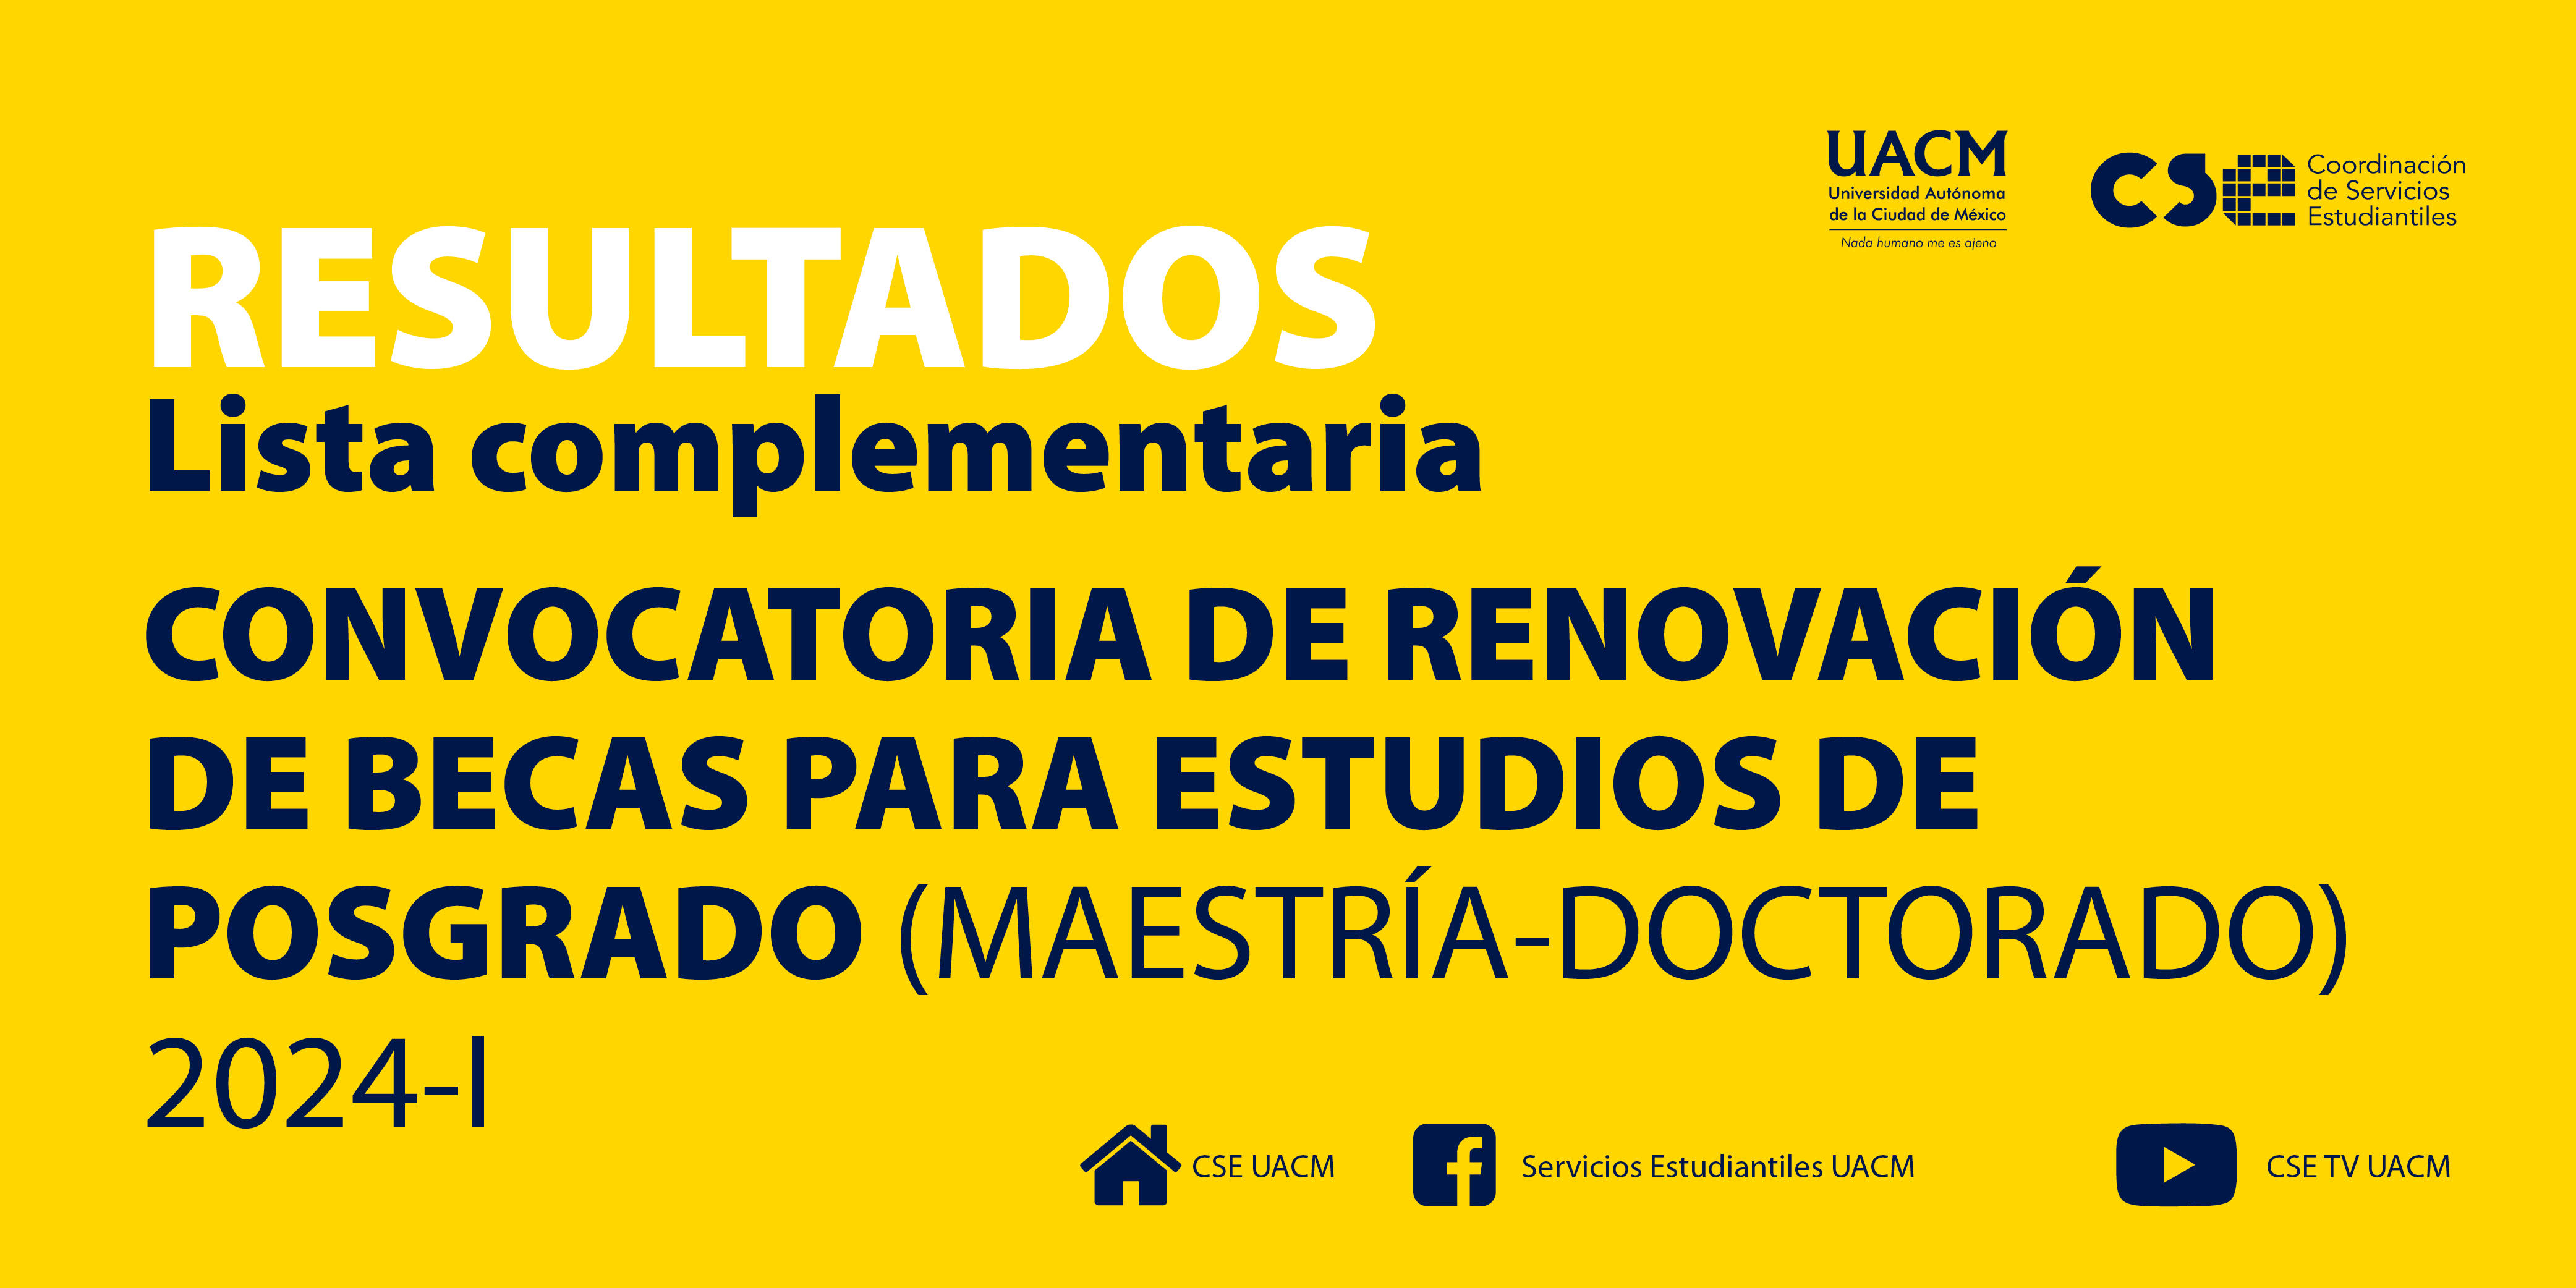 UACM
Universidad Autónoma
de la Ciudad de México
Nada humano me es ajeno
cse
Coordinación
de Servicios
Estudiantiles
RESULTADOS
Lista complementaria
CONVOCATORIA DE RENOVACIÓN
DE BECAS PARA ESTUDIOS DE
POSGRADO (MAESTRÍA-DOCTORADO)
2024-I
CSE UACM
Servicios Estudiantiles UACM
CSE TV UACM